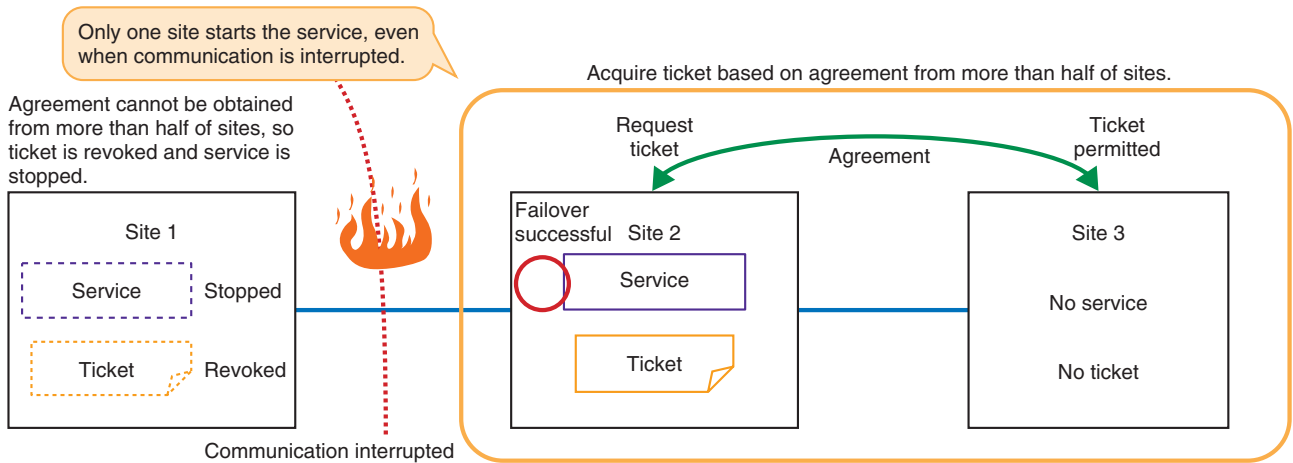 Only one site starts the service, even
when communication is interrupted.
Acquire ticket based on agreement from more than half of sites.
Agreement cannot be obtained
from more than half of sites, so
ticket is revoked and service is
stopped.
Request
ticket
Agreement
Ticket
permitted
Site 1
Service
Stopped
Ticket
Revoked
Communication interrupted
Failover
successful
Site 2
Service
Ticket
Site 3
No service
No ticket